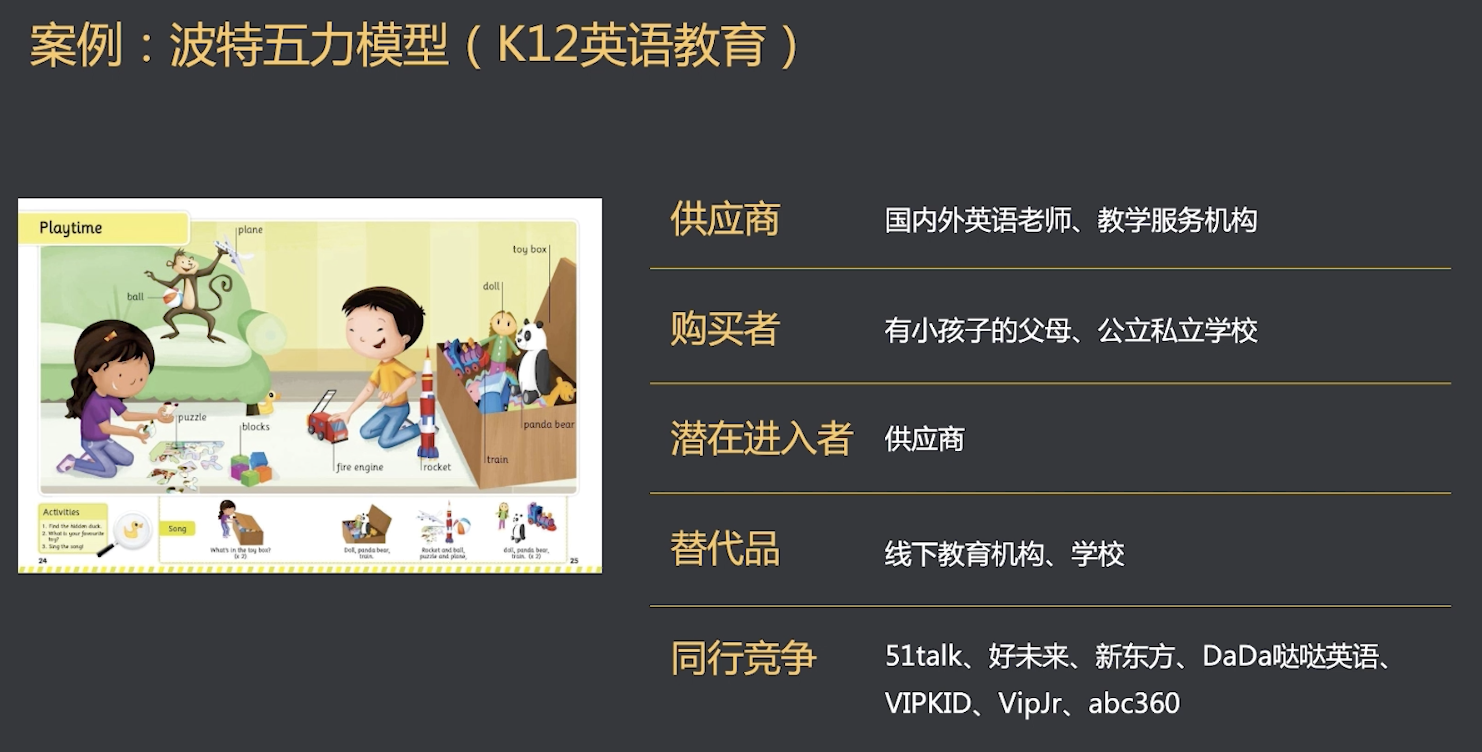 案例：波特五力模型（K12英语教育）
Playtime
plane
toy box
doll
ball
puzzle
blocks
panda bear
train
fire engine
rocket
Activities
1. Find the hidden duck.
2. What is your favourite
toy?
3. Sing the song!
Song
What's in the toy box?
(x 2)
Doll, panda bear,
train.
Rocket and ball,
puzzle and plane,
doll, panda bear,
train. (x 2)
24
25
供应商
国内外英语老师、教学服务机构
购买者
有小孩子的父母、公立私立学校
潜在进入者
供应商
替代品
线下教育机构、学校
同行竞争
51talk、好未来、新东方、DaDa哒哒英语、
VIPKID、VipJr、abc360